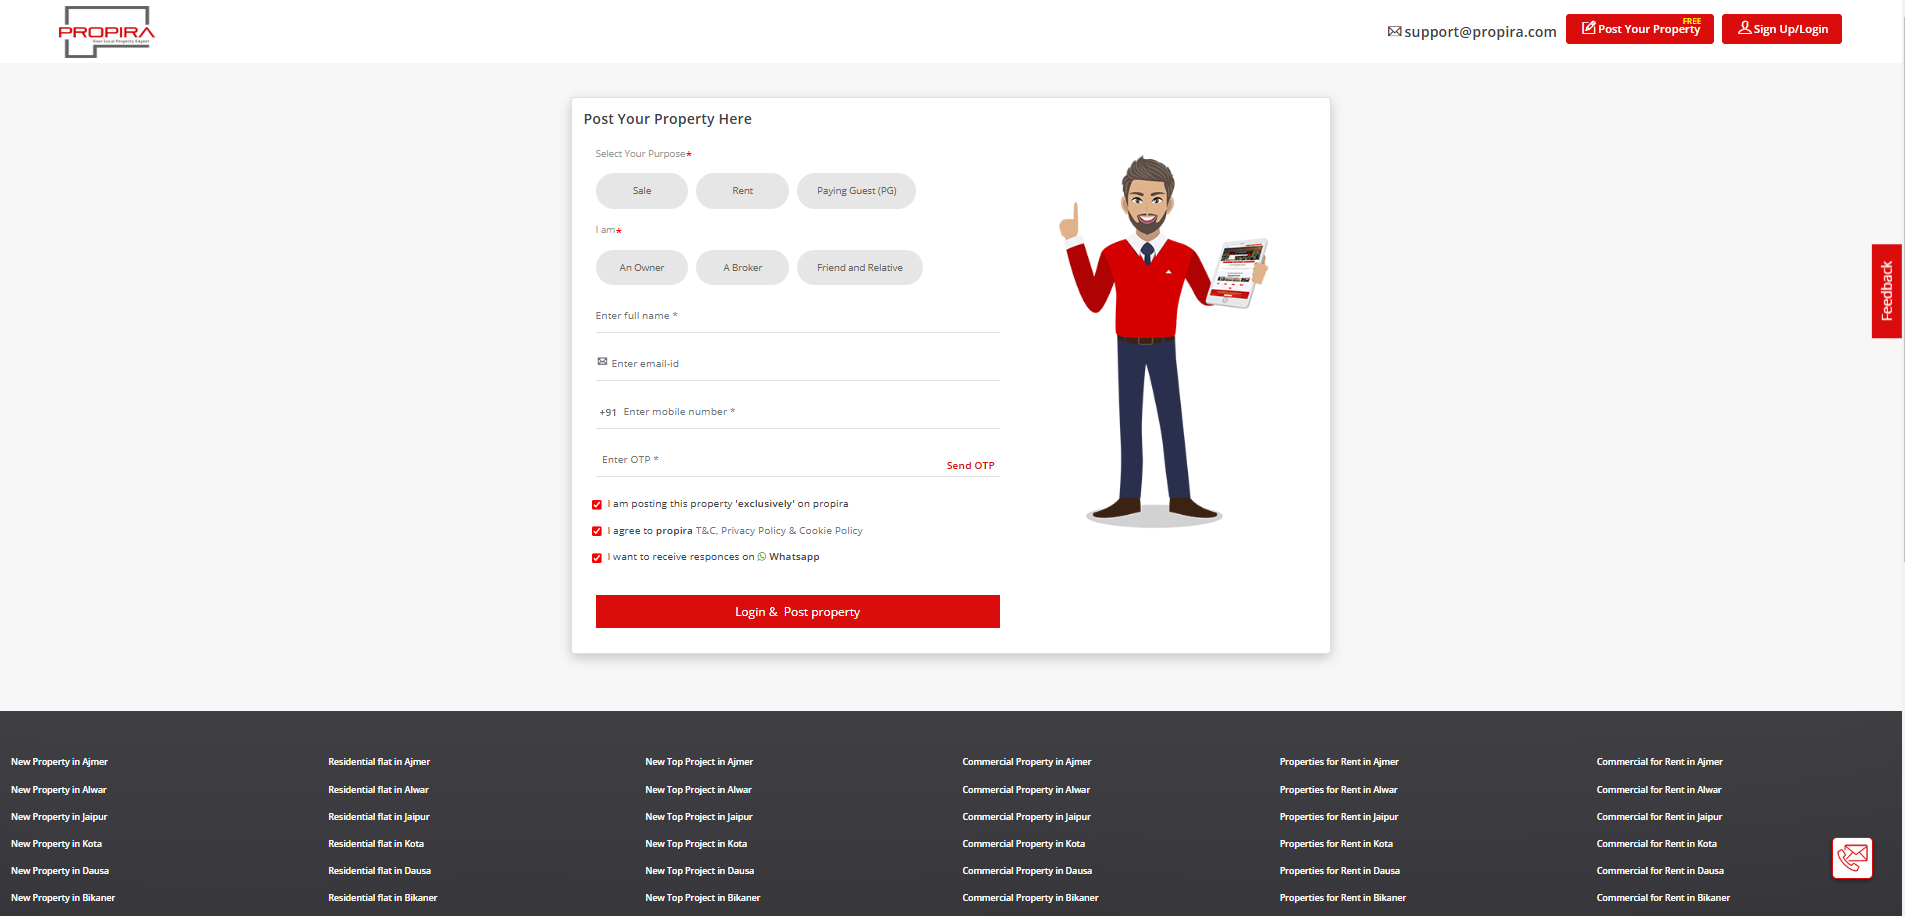 PROPIRA
Your Local Property Expert
support@propira.com
FREE
Post Your Property
Sign Up/Login
Post Your Property Here
Select Your Purpose*
Sale
Rent
Paying Guest (PG)
I am*
An Owner
A Broker
Friend and Relative
Enter full name *
Enter email-id
+91 Enter mobile number *
Enter OTP *
Send OTP
I am posting this property 'exclusively' on propira
I agree to propira T&C, Privacy Policy & Cookie Policy
I want to receive responces on Whatsapp
Login & Post property
Feedback
New Property in Ajmer
New Property in Alwar
New Property in Jaipur
New Property in Kota
New Property in Dausa
New Property in Bikaner
Residential flat in Ajmer
Residential flat in Alwar
Residential flat in Jaipur
Residential flat in Kota
Residential flat in Dausa
Residential flat in Bikaner
New Top Project in Ajmer
New Top Project in Alwar
New Top Project in Jaipur
New Top Project in Kota
New Top Project in Dausa
New Top Project in Bikaner
Commercial Property in Ajmer
Commercial Property in Alwar
Commercial Property in Jaipur
Commercial Property in Kota
Commercial Property in Dausa
Commercial Property in Bikaner
Properties for Rent in Ajmer
Properties for Rent in Alwar
Properties for Rent in Jaipur
Properties for Rent in Kota
Properties for Rent in Dausa
Properties for Rent in Bikaner
Commercial for Rent in Ajmer
Commercial for Rent in Alwar
Commercial for Rent in Jaipur
Commercial for Rent in Kota
Commercial for Rent in Dausa
Commercial for Rent in Bikaner